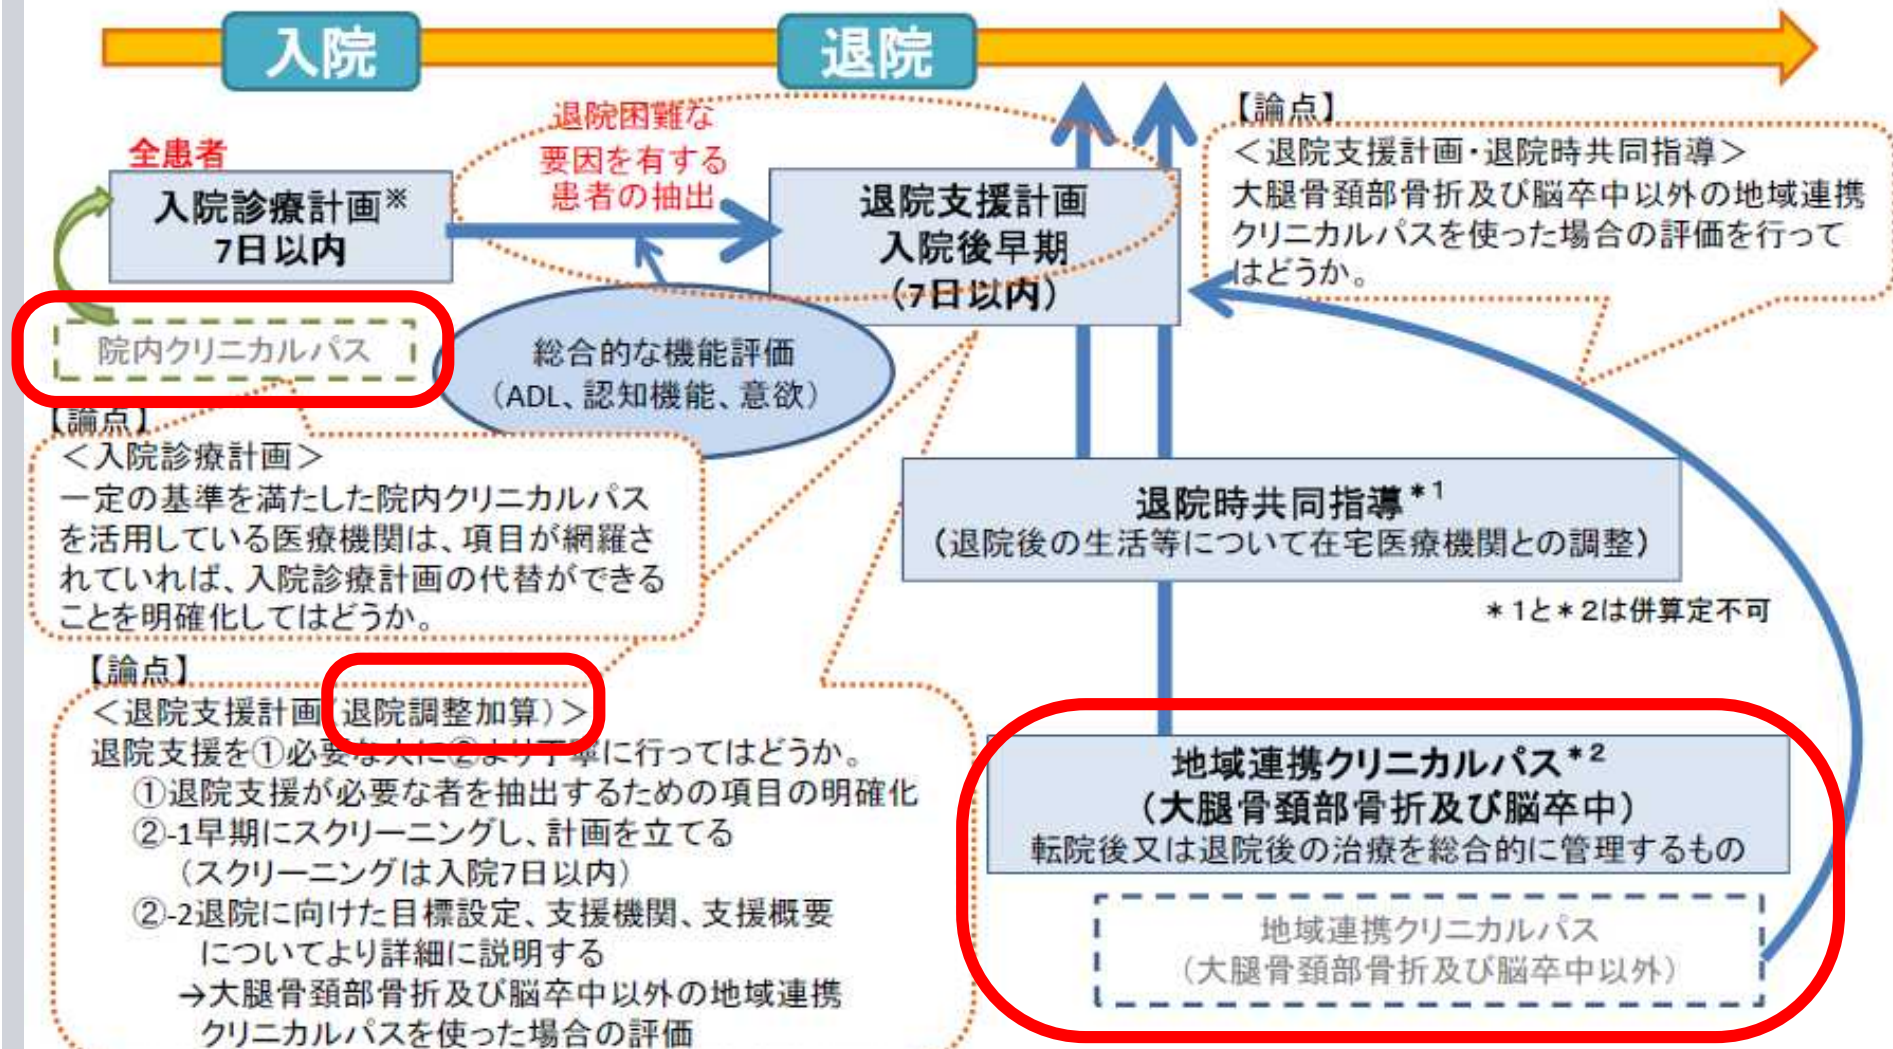 入院
退院
全患者
入院診療計画※
7日以内
退院困難な
要因を有する
患者の抽出
退院支援計画
入院後早期
（7日以内）
【論点】
＜退院支援計画・退院時共同指導＞
大腿骨頚部骨折及び脳卒中以外の地域連携
クリニカルパスを使った場合の評価を行って
はどうか。
院内クリニカルパス
総合的な機能評価
（ADL、認知機能、意欲）
【論点】
＜入院診療計画＞
一定の基準を満たした院内クリニカルパス
を活用している医療機関は、項目が網羅さ
れていれば、入院診療計画の代替ができる
ことを明確化してはどうか。
退院時共同指導＊1
（退院後の生活等について在宅医療機関との調整）
＊1と＊2は併算定不可
【論点】
＜退院支援計画（退院調整加算）＞
退院支援を①必要な人に②より丁寧に行ってはどうか。
①退院支援が必要な者を抽出するための項目の明確化
②-1早期にスクリーニングし、計画を立てる
（スクリーニングは入院7日以内）
②-2退院に向けた目標設定、支援機関、支援概要
についてより詳細に説明する
→大腿骨頚部骨折及び脳卒中以外の地域連携
クリニカルパスを使った場合の評価
地域連携クリニカルパス＊2
（大腿骨頚部骨折及び脳卒中）
転院後又は退院後の治療を総合的に管理するもの
地域連携クリニカルパス
（大腿骨頚部骨折及び脳卒中以外）